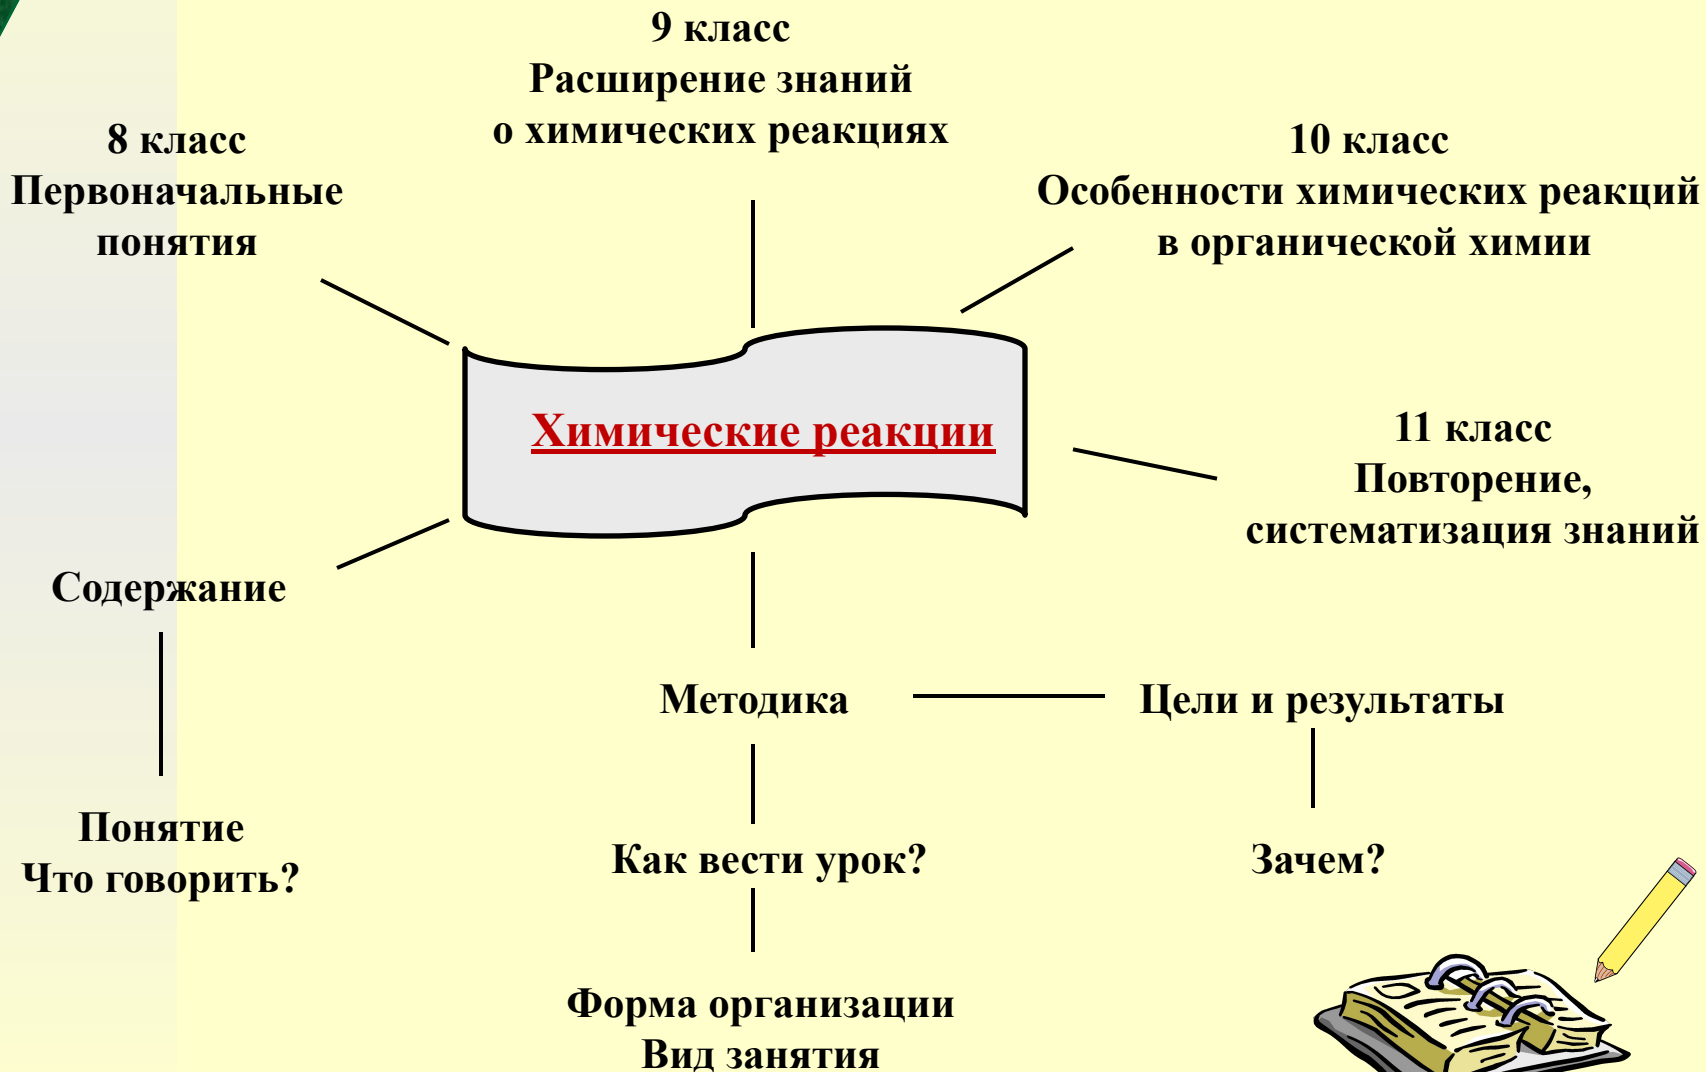 9 класс
Расширение знаний
о химических реакциях
8 класс
Первоначальные
понятия
10 класс
Особенности химических реакций
в органической химии
Химические реакции
11 класс
Повторение,
систематизация знаний
Содержание
Методика
Цели и результаты
Понятие
Что говорить?
Как вести урок?
Зачем?
Форма организации
Вид занятия